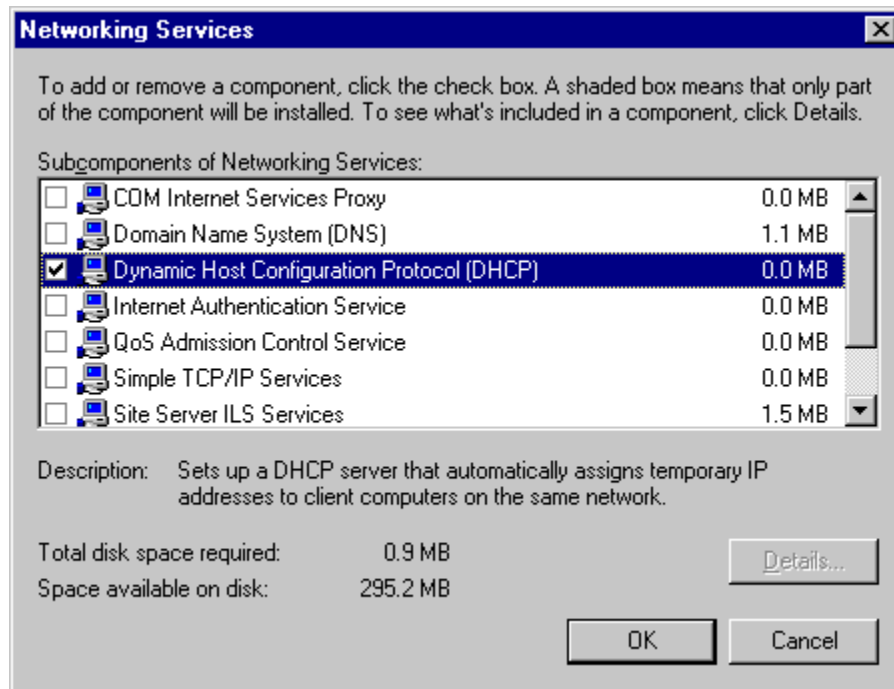 Networking Services
To add or remove a component, click the check box. A shaded box means that only part
of the component will be installed. To see what's included in a component, click Details.
Subcomponents of Networking Services:
COM Internet Services Proxy 0.0 MB
Domain Name System (DNS) 1.1 MB
Dynamic Host Configuration Protocol (DHCP) 0.0 MB
Internet Authentication Service 0.0 MB
QoS Admission Control Service 0.0 MB
Simple TCP/IP Services 0.0 MB
Site Server ILS Services 1.5 MB
Description: Sets up a DHCP server that automatically assigns temporary IP
addresses to client computers on the same network.
Total disk space required: 0.9 MB
Space available on disk: 295.2 MB
Details...
OK Cancel